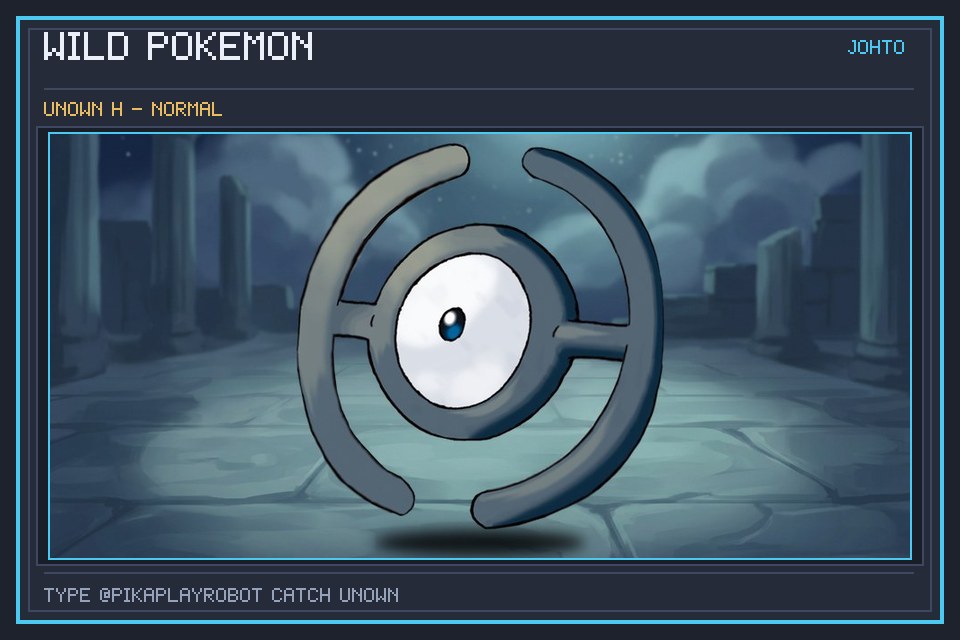 WILD POKEMON
JOHTO
UNOWN H - NORMAL
TYPE @PIKAPLAYROBOT CATCH UNOWN